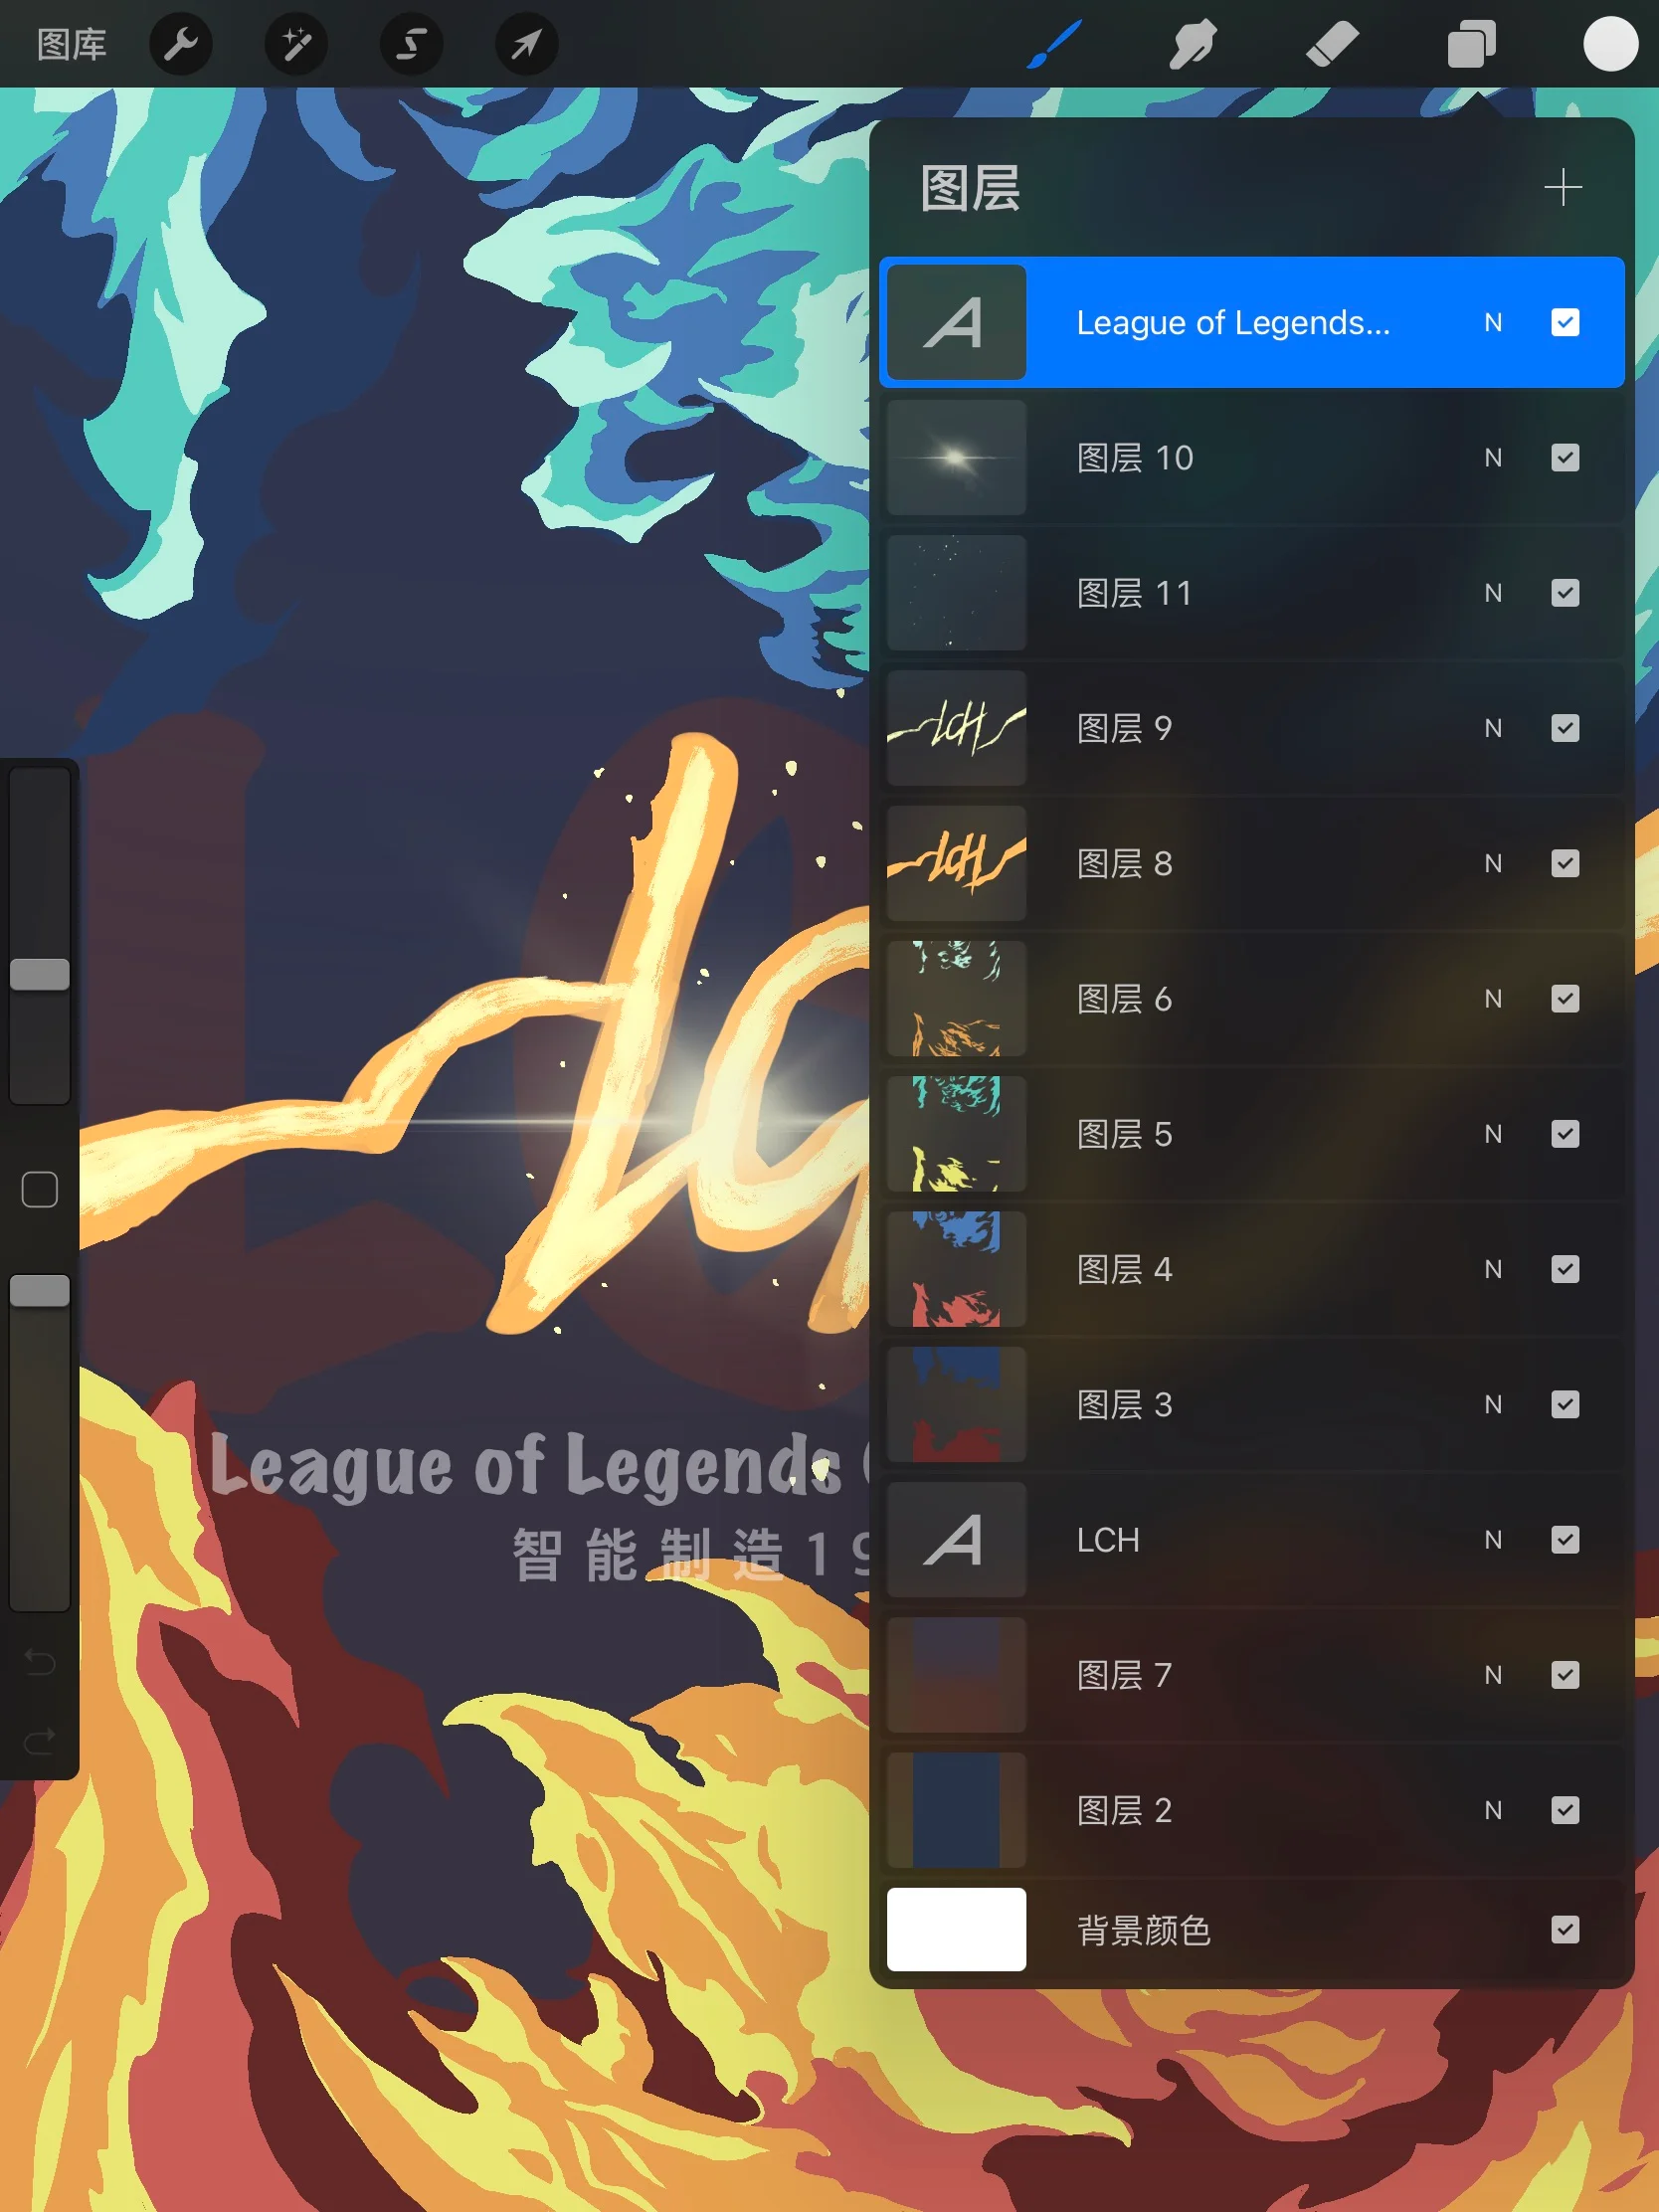 图库
图层
League of Legends... N
图层 10 N
图层 11 N
图层 9 N
图层 8 N
图层 6 N
图层 5 N
图层 4 N
图层 3 N
LCH N
图层 7 N
图层 2 N
背景颜色
League of Legends
智能制造19